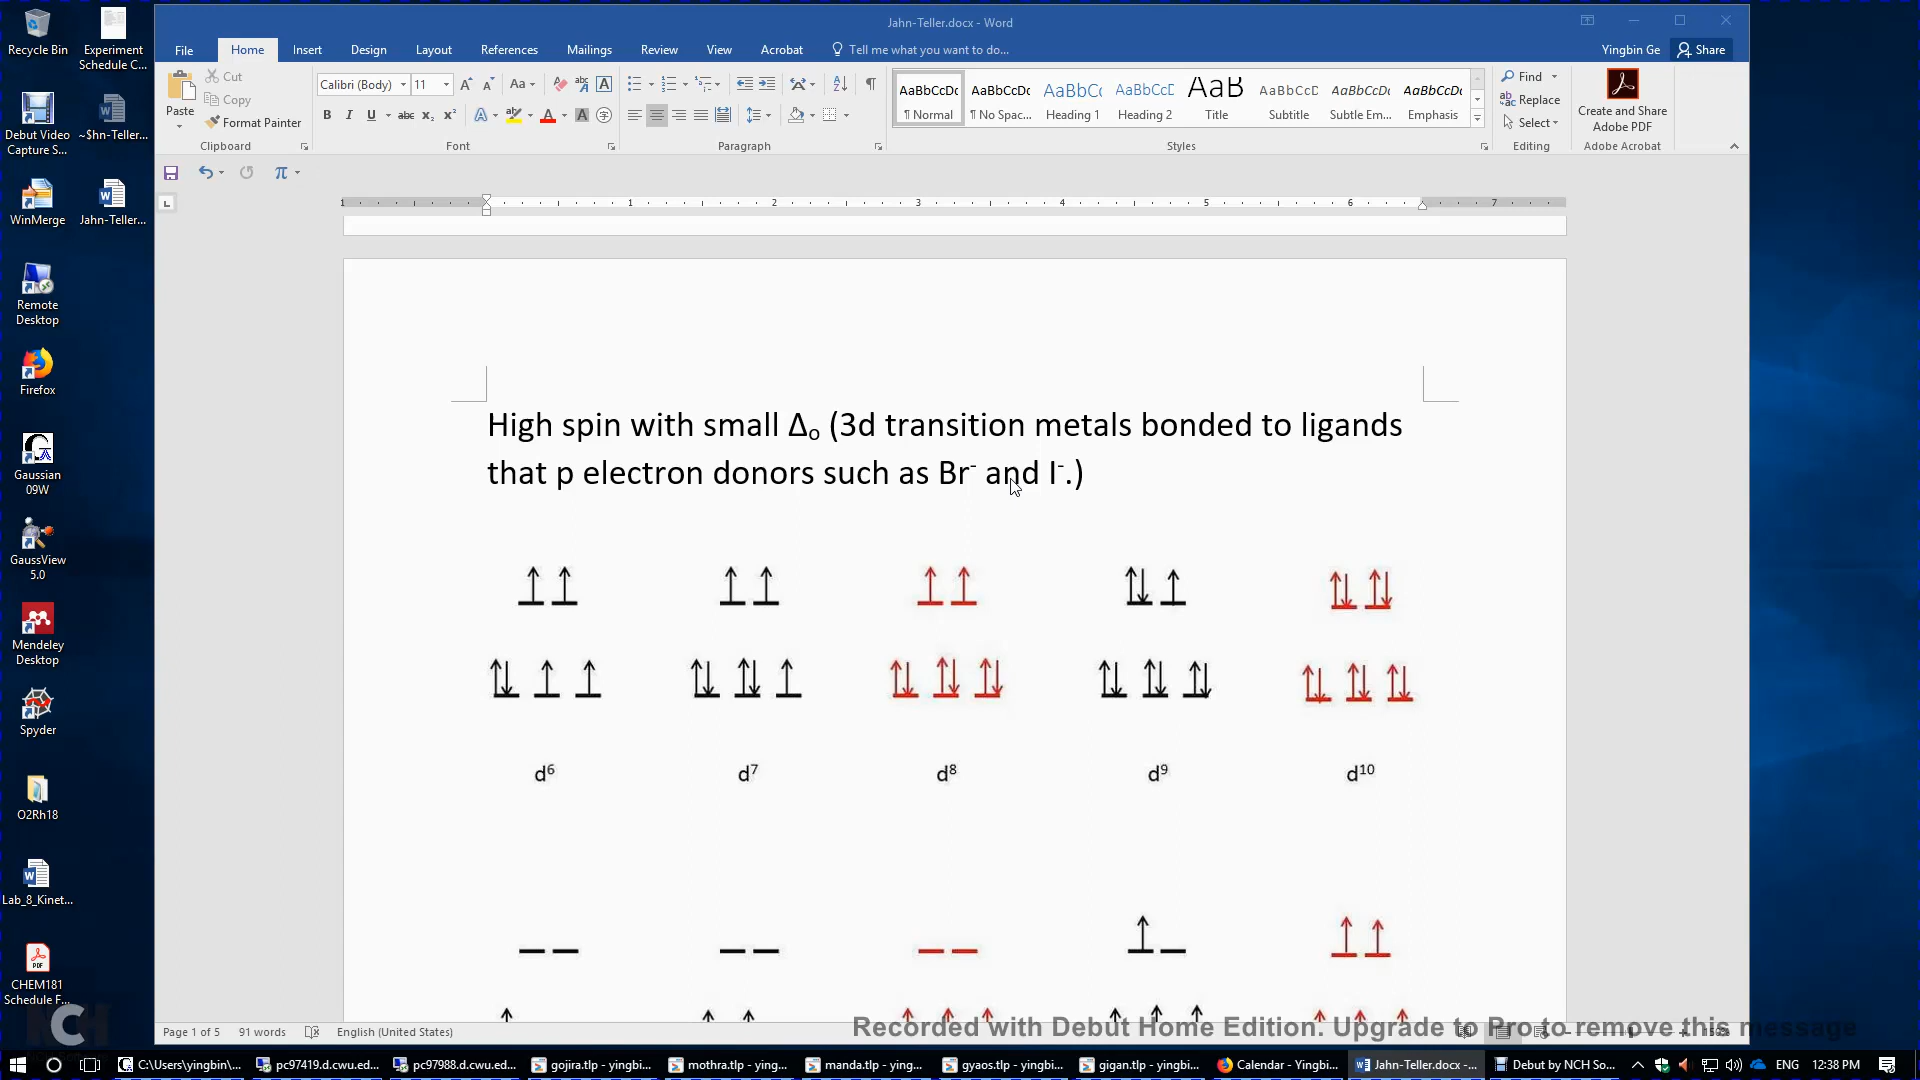 Jahn-Teller.docx - Word
File Home Insert Design Layout References Mailings Review View Acrobat Tell me what you want to do... Yingbin Ge Share
Cut
Copy
Format Painter
Paste
Calibri (Body) 11
AaBbCcDc AaBbCcDc AaBbCc AaBbCcD AaB AaBbCcD AaBbCcDc AaBbCcDc
¶ Normal ¶ No Spac... Heading 1 Heading 2 Title Subtitle Subtle Em... Emphasis
Find
Replace
Select
Create and Share
Adobe PDF
Clipboard Font Paragraph Styles Editing Adobe Acrobat
1 1 2 3 4 5 6 7
Recycle Bin
Experiment
Schedule C...
Debut Video
Capture S...
~$hn-Teller...
WinMerge
Jahn-Teller...
Remote
Desktop
Firefox
Gaussian
09W
GaussView
5.0
Mendeley
Desktop
Spyder
O2Rh18
Lab_8_Kinet...
CHEM181
Schedule F...
High spin with small Δₒ (3d transition metals bonded to ligands
that p electron donors such as Br⁻ and I⁻.)
d⁶ d⁷ d⁸ d⁹ d¹⁰
Page 1 of 5 91 words English (United States)
Recorded with Debut Home Edition. Upgrade to Pro to remove this message
C:\Users\yingbin\... pc97419.d.cwu.ed... pc97988.d.cwu.ed... gojira.tlp - yingbi... mothra.tlp - ying... manda.tlp - ying... gyaos.tlp - yingbi... gigan.tlp - yingbi... Calendar - Yingbi... Jahn-Teller.docx -... Debut by NCH So... ENG 12:38 PM